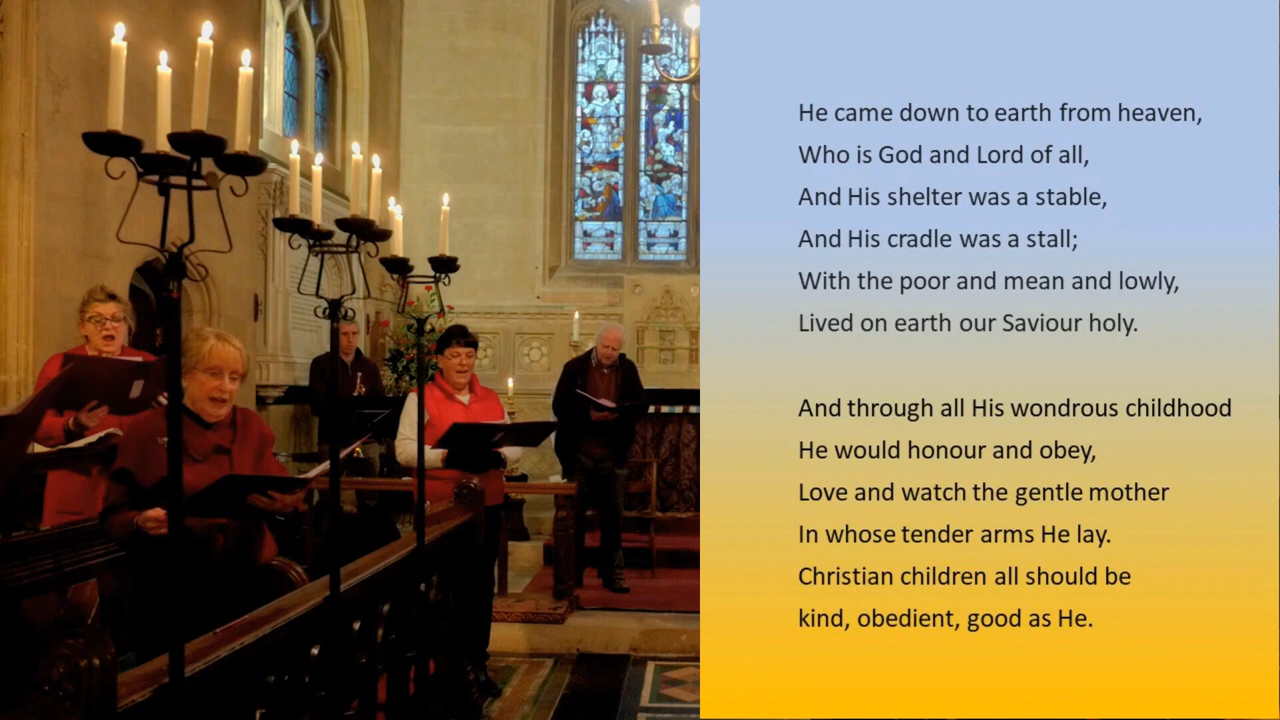 He came down to earth from heaven,
Who is God and Lord of all,
And His shelter was a stable,
And His cradle was a stall;
With the poor and mean and lowly,
Lived on earth our Saviour holy.
And through all His wondrous childhood
He would honour and obey,
Love and watch the gentle mother
In whose tender arms He lay.
Christian children all should be
kind, obedient, good as He.